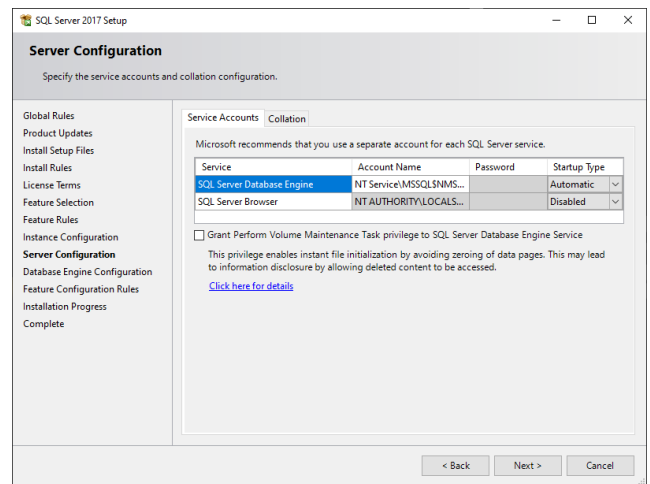 SQL Server 2017 Setup
Server Configuration
Specify the service accounts and collation configuration.
Global Rules
Product Updates
Install Setup Files
Install Rules
License Terms
Feature Selection
Feature Rules
Instance Configuration
Server Configuration
Database Engine Configuration
Feature Configuration Rules
Installation Progress
Complete
Service Accounts Collation
Microsoft recommends that you use a separate account for each SQL Server service.
Service Account Name Password Startup Type
SQL Server Database Engine NT Service\MSSQL$NMS... Automatic
SQL Server Browser NT AUTHORITY\LOCALS... Disabled
Grant Perform Volume Maintenance Task privilege to SQL Server Database Engine Service
This privilege enables instant file initialization by avoiding zeroing of data pages. This may lead
to information disclosure by allowing deleted content to be accessed.
Click here for details
< Back Next > Cancel